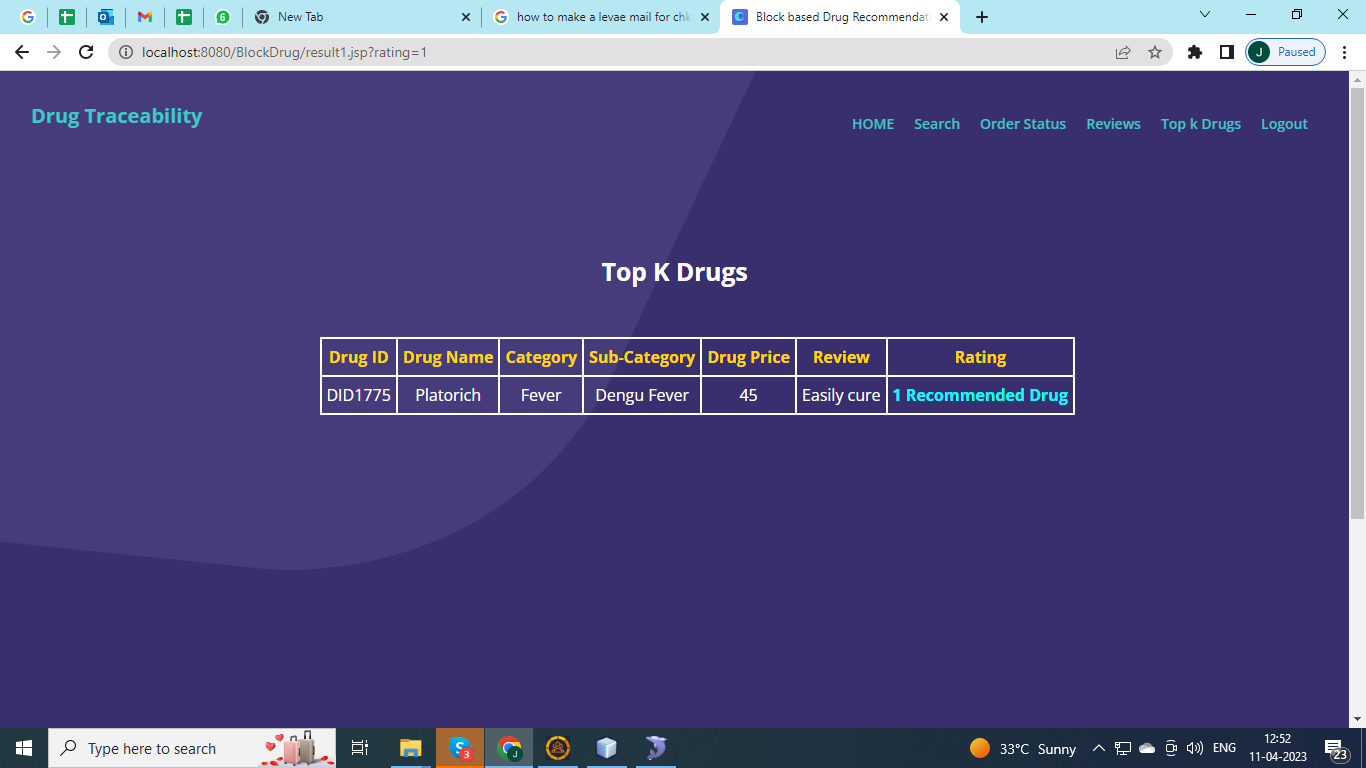 6
New Tab
how to make a levae mail for chk
Block based Drug Recommendat
localhost:8080/BlockDrug/result1.jsp?rating=1
J Paused
Drug Traceability
HOME Search Order Status Reviews Top k Drugs Logout
Top K Drugs
Drug ID Drug Name Category Sub-Category Drug Price Review Rating
DID1775 Platorich Fever Dengu Fever 45 Easily cure 1 Recommended Drug
Type here to search
3
J
33°C Sunny
ENG
12:52
11-04-2023
23